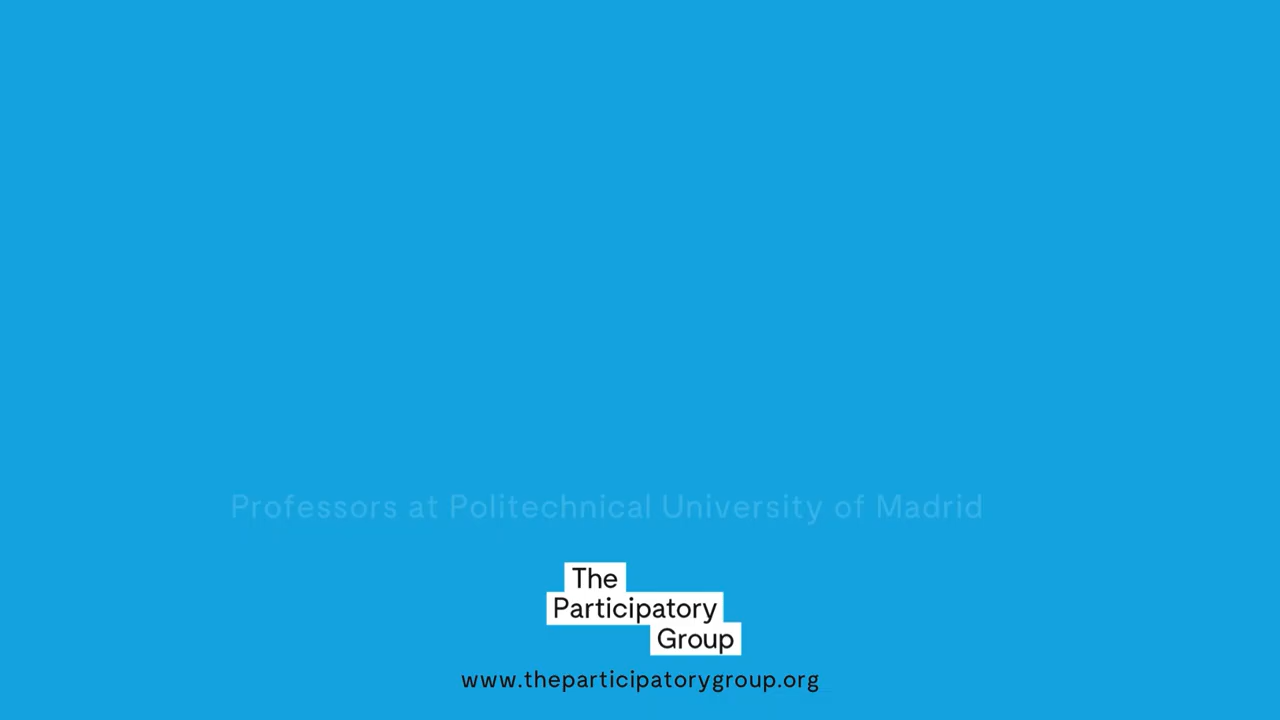 Professors at Politechnical University of Madrid
The
Participatory
Group
www.theparticipatorygroup.org